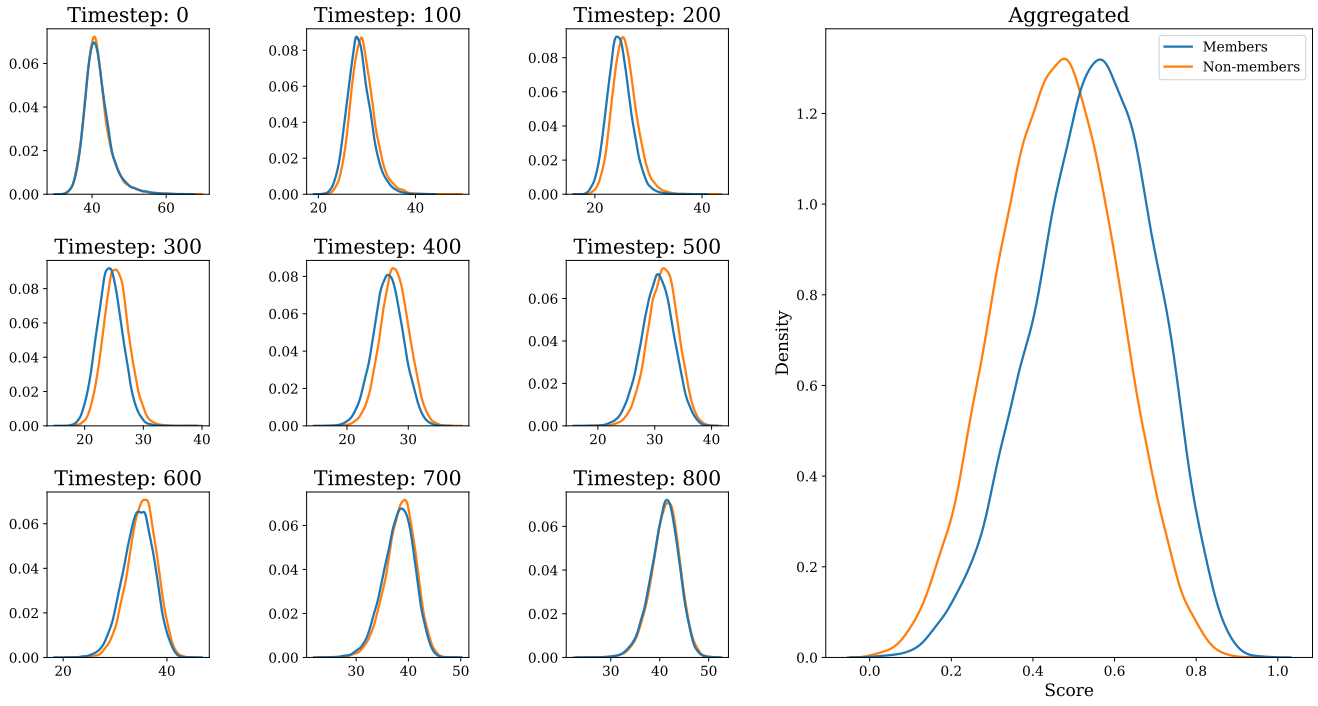 Timestep: 0
0.06
0.04
0.02
0.00
40 60
Timestep: 100
0.08
0.06
0.04
0.02
0.00
20 40
Timestep: 200
0.08
0.06
0.04
0.02
0.00
20 40
Timestep: 300
0.08
0.06
0.04
0.02
0.00
20 30 40
Timestep: 400
0.08
0.06
0.04
0.02
0.00
20 30
Timestep: 500
0.06
0.04
0.02
0.00
20 30 40
Timestep: 600
0.06
0.04
0.02
0.00
20 40
Timestep: 700
0.06
0.04
0.02
0.00
30 40 50
Timestep: 800
0.06
0.04
0.02
0.00
30 40 50
Aggregated
Members
Non-members
Density
1.2
1.0
0.8
0.6
0.4
0.2
0.0
0.0 0.2 0.4 0.6 0.8 1.0
Score